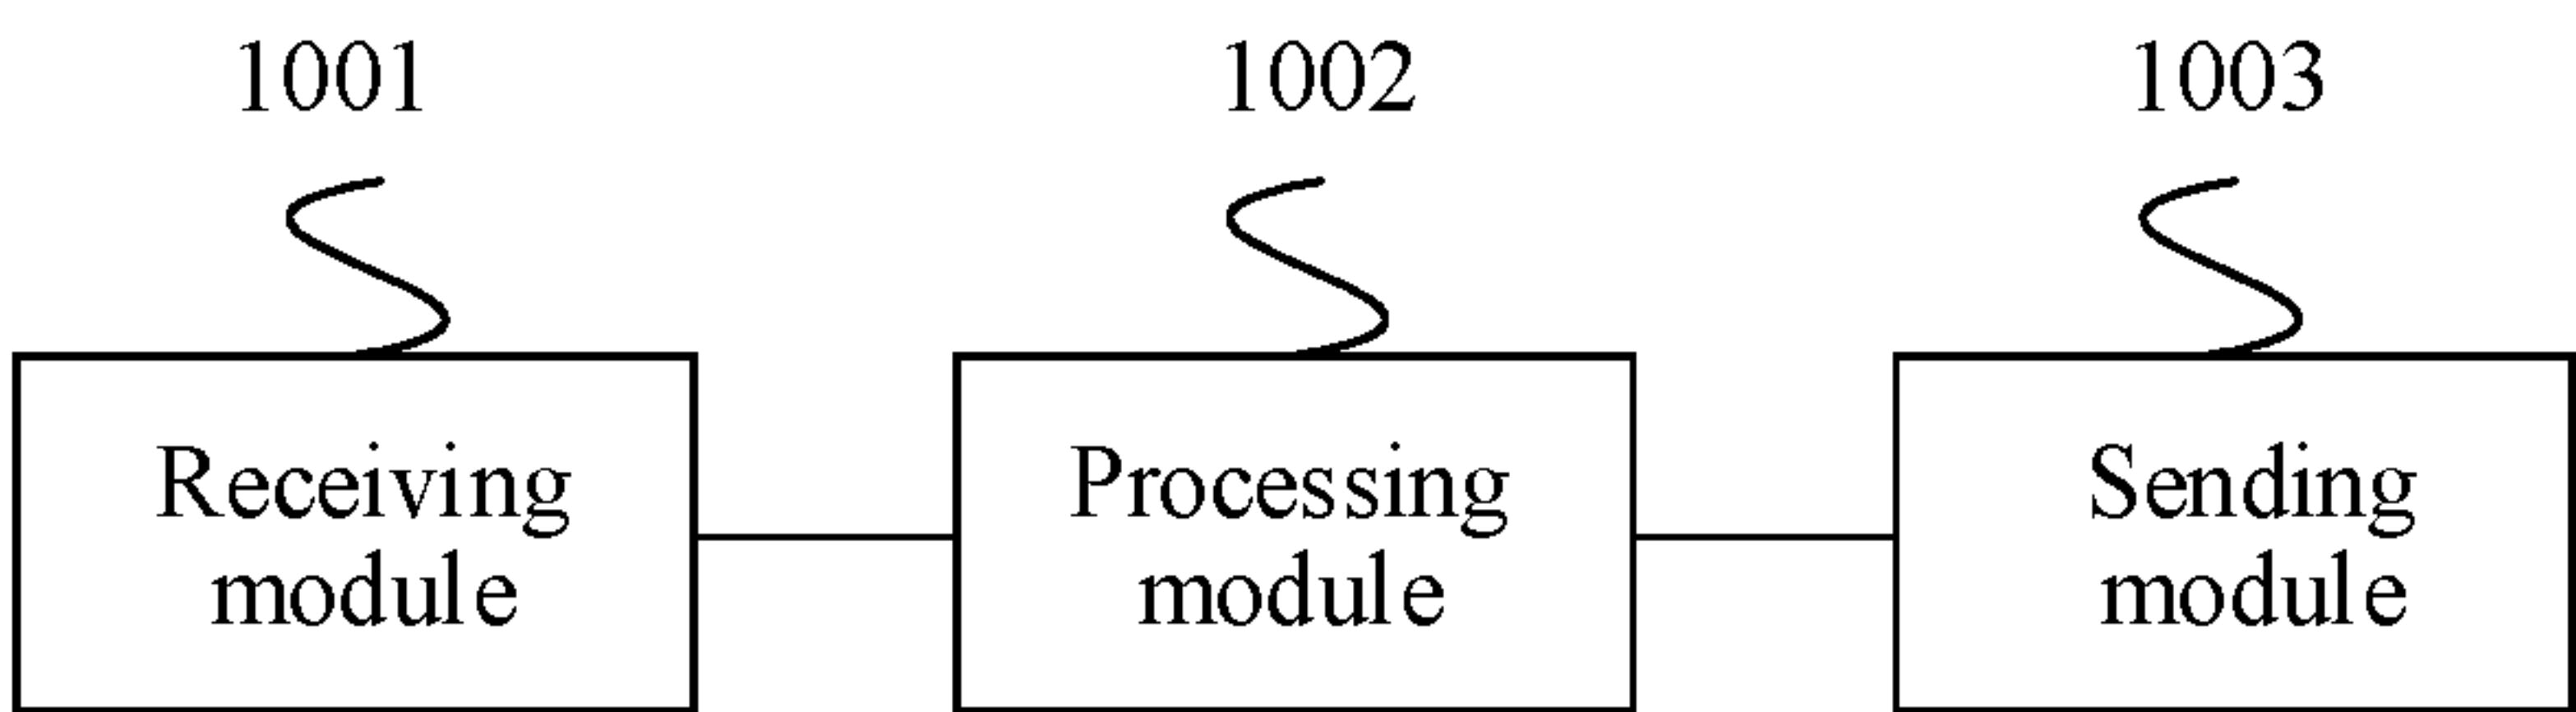 1001
1002
1003
Receiving
module
Processing
module
Sending
module